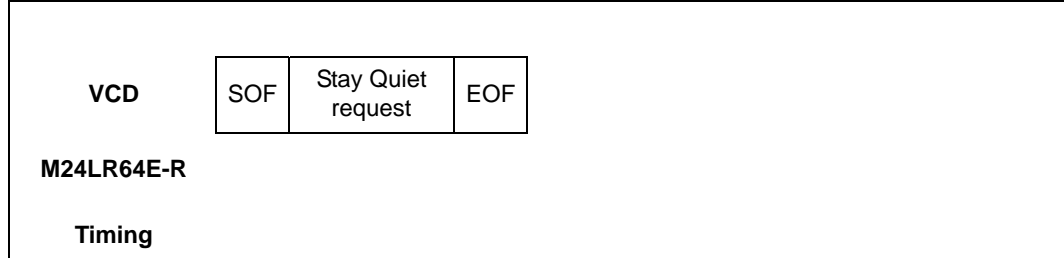 VCD
SOF
Stay Quiet
request
EOF
M24LR64E-R
Timing